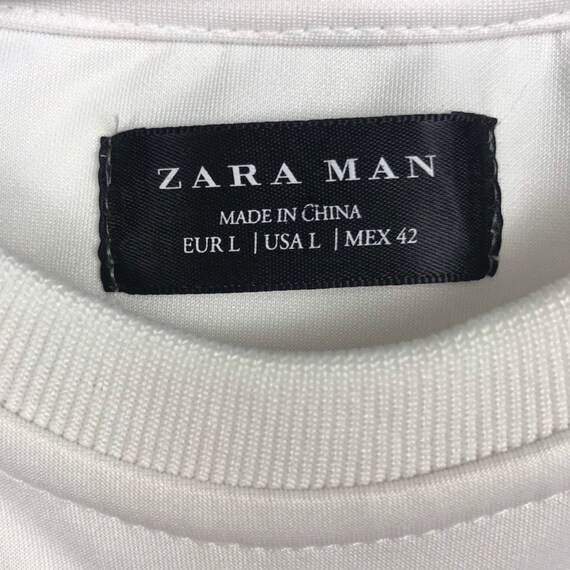 ZARA MAN
MADE IN CHINA
EUR L | USA L | MEX 42